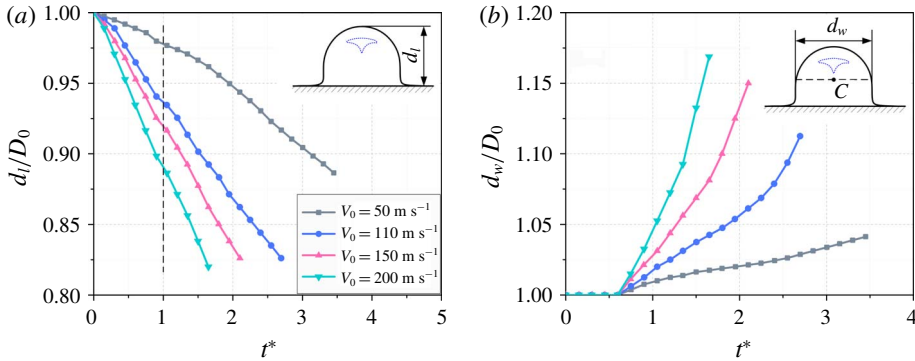 (a)
1.00
0.95
0.90
0.85
0.80
d_l/D_0
0
1
2
3
4
5
t*
d_l
V_0 = 50 m s⁻¹
V_0 = 110 m s⁻¹
V_0 = 150 m s⁻¹
V_0 = 200 m s⁻¹
(b)
1.20
1.15
1.10
1.05
1.00
d_w/D_0
0
1
2
3
4
t*
d_w
C